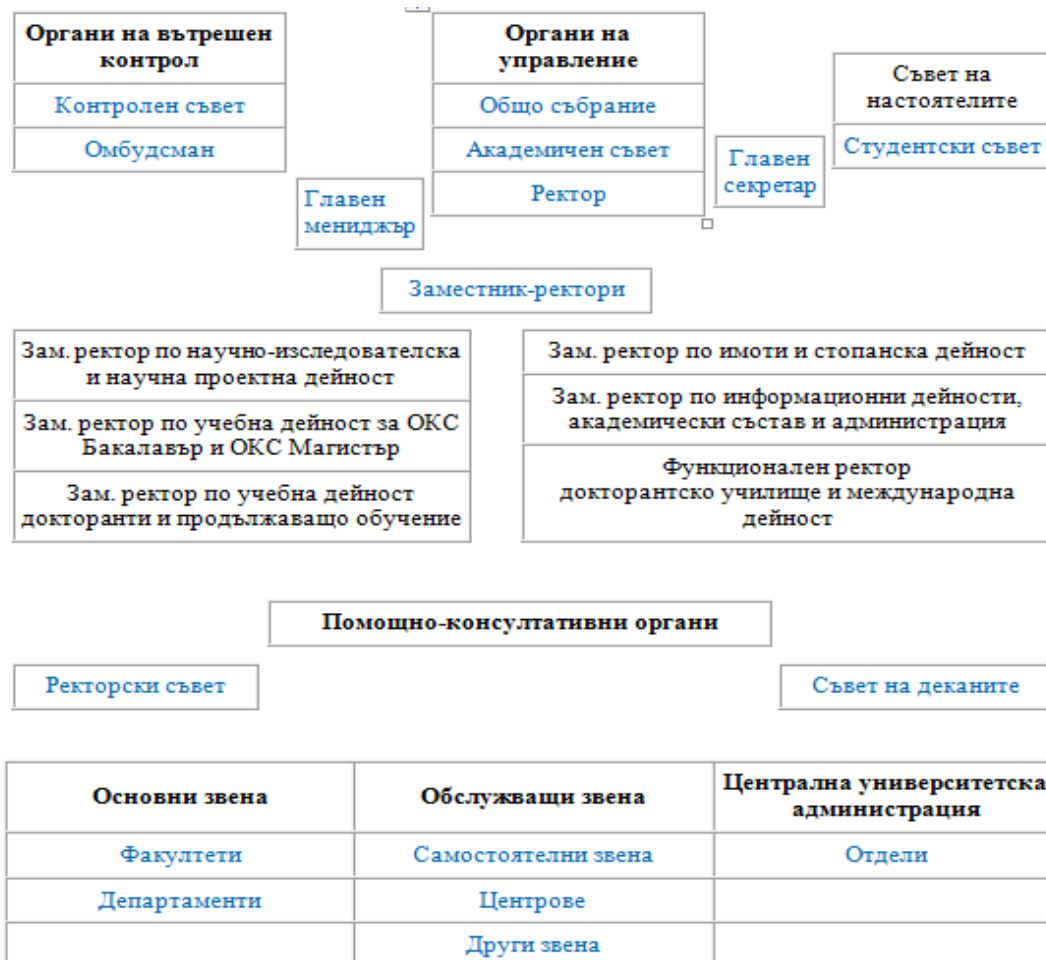 Органи на вътрешен
контрол
Контролен съвет
Омбудсман
Органи на
управление
Общо събрание
Академичен съвет
Ректор
Съвет на
настоятелите
Студентски съвет
Главен
секретар
Главен
мениджър
Заместник-ректори
Зам. ректор по научно-изследователска
и научна проектна дейност
Зам. ректор по учебна дейност за ОКС
Бакалавър и ОКС Магистър
Зам. ректор по учебна дейност
докторанти и продължаващо обучение
Зам. ректор по имоти и стопанска дейност
Зам. ректор по информационни дейности,
академически състав и администрация
Функционален ректор
докторантско училище и международна
дейност
Помощно-консултативни органи
Ректорски съвет
Съвет на деканите
Основни звена
Обслужващи звена
Централна университетска
администрация
Факултети
Самостоятелни звена
Отдели
Департаменти
Центрове
Други звена